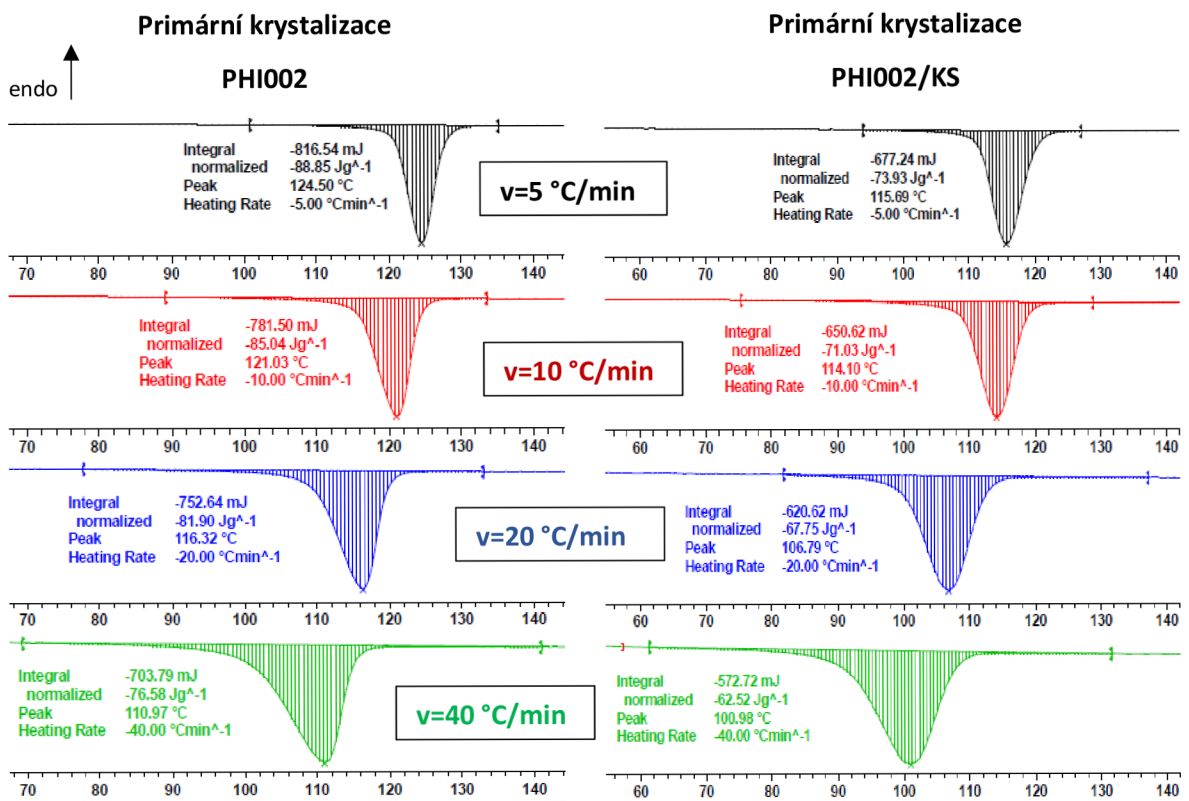 Primární krystalizace
PHI002
endo
Integral -816.54 mJ
normalized -88.85 Jg^-1
Peak 124.50 °C
Heating Rate -5.00 °Cmin^-1
70 80 90 100 110 120 130 140
Integral -781.50 mJ
normalized -85.04 Jg^-1
Peak 121.03 °C
Heating Rate -10.00 °Cmin^-1
70 80 90 100 110 120 130 140
Integral -752.64 mJ
normalized -81.90 Jg^-1
Peak 116.32 °C
Heating Rate -20.00 °Cmin^-1
70 80 90 100 110 120 130 140
Integral -703.79 mJ
normalized -76.58 Jg^-1
Peak 110.97 °C
Heating Rate -40.00 °Cmin^-1
70 80 90 100 110 120 130 140
v=5 °C/min
v=10 °C/min
v=20 °C/min
v=40 °C/min
Primární krystalizace
PHI002/KS
Integral -677.24 mJ
normalized -73.93 Jg^-1
Peak 115.69 °C
Heating Rate -5.00 °Cmin^-1
60 70 80 90 100 110 120 130 140
Integral -650.62 mJ
normalized -71.03 Jg^-1
Peak 114.10 °C
Heating Rate -10.00 °Cmin^-1
60 70 80 90 100 110 120 130 140
Integral -620.62 mJ
normalized -67.75 Jg^-1
Peak 106.79 °C
Heating Rate -20.00 °Cmin^-1
60 70 80 90 100 110 120 130 140
Integral -572.72 mJ
normalized -62.52 Jg^-1
Peak 100.98 °C
Heating Rate -40.00 °Cmin^-1
60 70 80 90 100 110 120 130 140